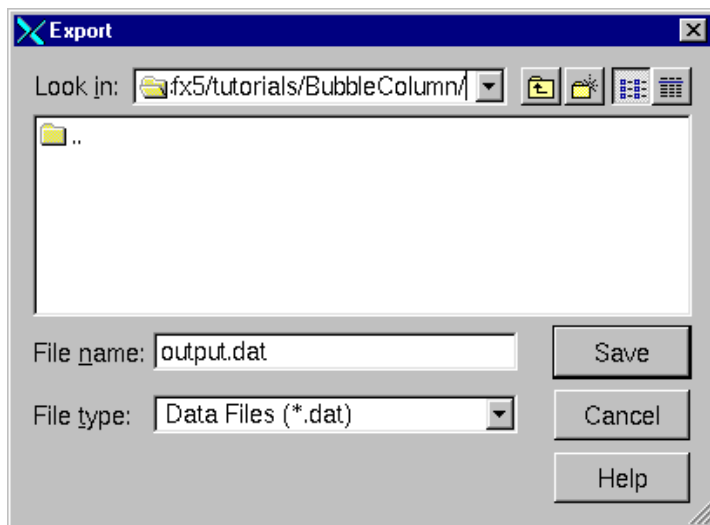 Export
Look in: fx5/tutorials/BubbleColumn/
..
File name: output.dat
Save
File type: Data Files (*.dat)
Cancel
Help